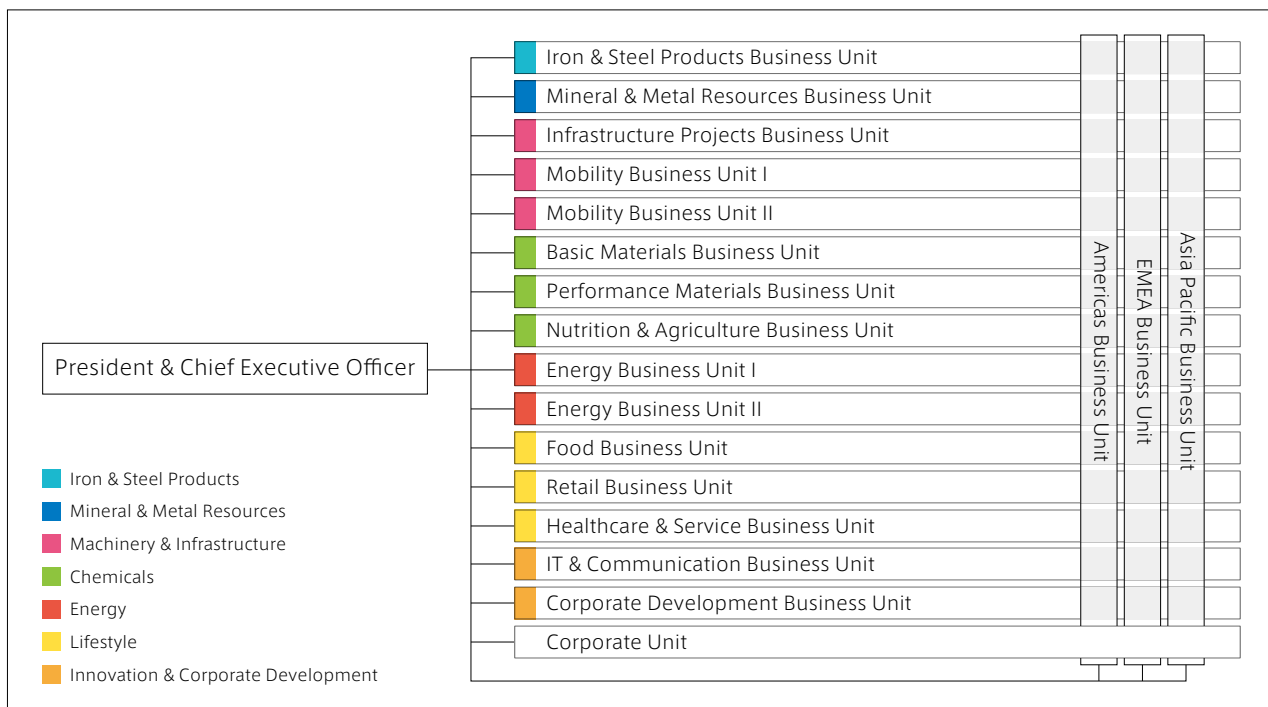 Iron & Steel Products Business Unit
Mineral & Metal Resources Business Unit
Infrastructure Projects Business Unit
Mobility Business Unit I
Mobility Business Unit II
Basic Materials Business Unit
Performance Materials Business Unit
Nutrition & Agriculture Business Unit
President & Chief Executive Officer
Energy Business Unit I
Energy Business Unit II
Food Business Unit
Retail Business Unit
Healthcare & Service Business Unit
IT & Communication Business Unit
Corporate Development Business Unit
Corporate Unit
Americas Business Unit
EMEA Business Unit
Asia Pacific Business Unit
Iron & Steel Products
Mineral & Metal Resources
Machinery & Infrastructure
Chemicals
Energy
Lifestyle
Innovation & Corporate Development